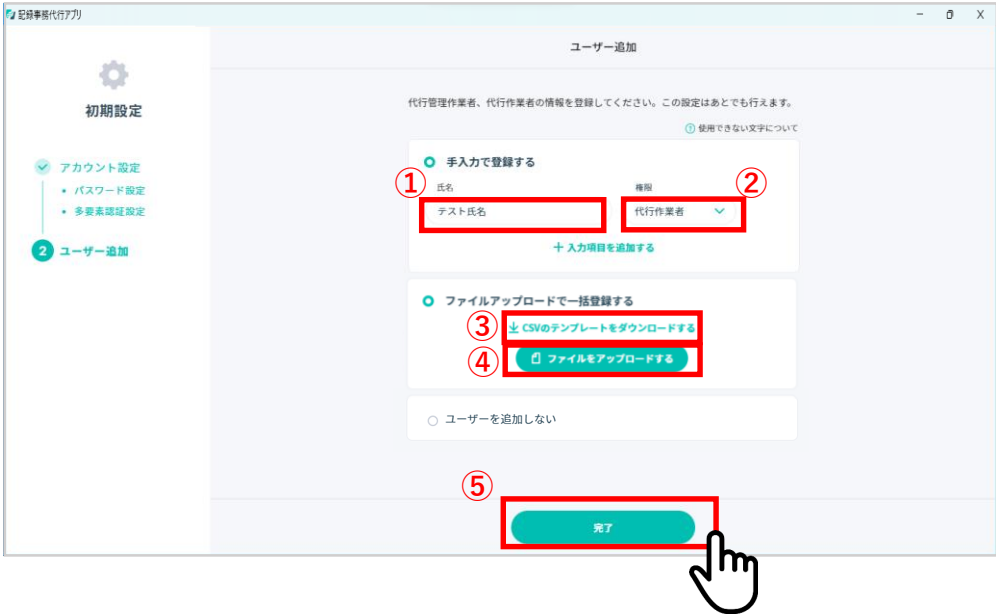 記録事務代行アプリ
ユーザー追加
初期設定
代行管理作業者、代行作業者の情報を登録してください。この設定はあとでも行えます。
? 使用できない文字について
アカウント設定
• パスワード設定
• 多要素認証設定
2 ユーザー追加
手入力で登録する
① 氏名 権限 ②
テスト氏名 代行作業者
+ 入力項目を追加する
ファイルアップロードで一括登録する
③ CSVのテンプレートをダウンロードする
④ ファイルをアップロードする
ユーザーを追加しない
⑤
完了